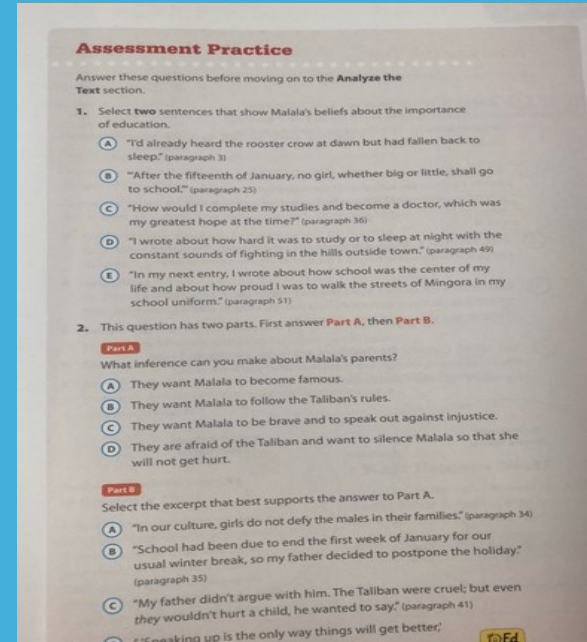 Assessment Practice
Answer these questions before moving on to the Analyze the
Text section.
1. Select two sentences that show Malala's beliefs about the importance
of education.
A "I'd already heard the rooster crow at dawn but had fallen back to
sleep." (paragraph 3)
B "'After the fifteenth of January, no girl, whether big or little, shall go
to school.'" (paragraph 25)
C "How would I complete my studies and become a doctor, which was
my greatest hope at the time?" (paragraph 36)
D "I wrote about how hard it was to study or to sleep at night with the
constant sounds of fighting in the hills outside town." (paragraph 49)
E "In my next entry, I wrote about how school was the center of my
life and about how proud I was to walk the streets of Mingora in my
school uniform." (paragraph 51)
2. This question has two parts. First answer Part A, then Part B.
Part A
What inference can you make about Malala's parents?
A They want Malala to become famous.
B They want Malala to follow the Taliban's rules.
C They want Malala to be brave and to speak out against injustice.
D They are afraid of the Taliban and want to silence Malala so that she
will not get hurt.
Part B
Select the excerpt that best supports the answer to Part A.
A "In our culture, girls do not defy the males in their families." (paragraph 34)
B "School had been due to end the first week of January for our
usual winter break, so my father decided to postpone the holiday."
(paragraph 35)
C "My father didn't argue with him. The Taliban were cruel; but even
they wouldn't hurt a child, he wanted to say." (paragraph 41)
"'Speaking up is the only way things will get better,'
Ed